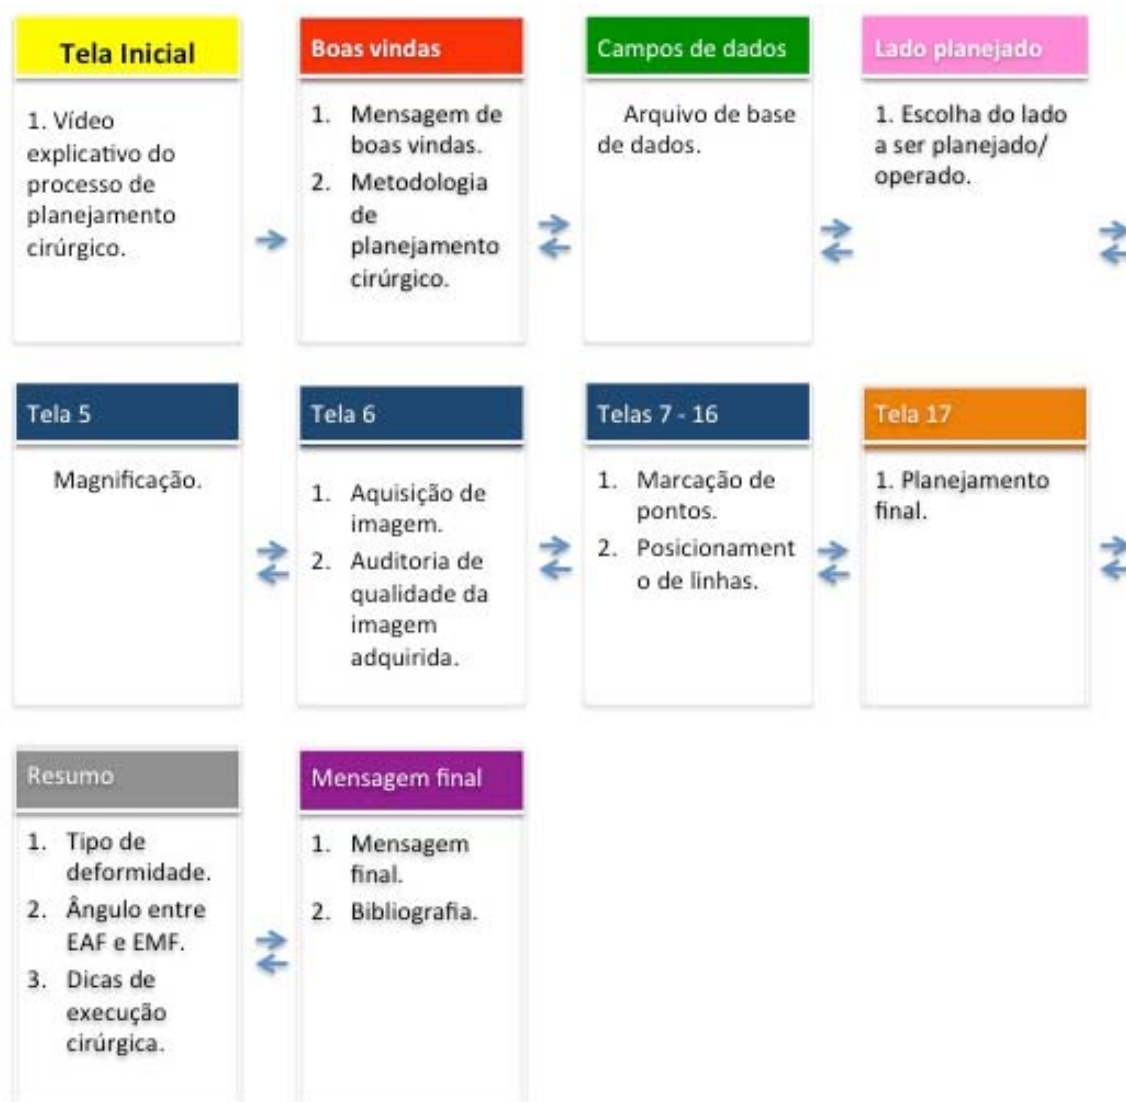 Tela Inicial
1. Vídeo
explicativo do
processo de
planejamento
cirúrgico.
Boas vindas
1. Mensagem de
boas vindas.
2. Metodologia
de
planejamento
cirúrgico.
Campos de dados
Arquivo de base
de dados.
Lado planejado
1. Escolha do lado
a ser planejado/
operado.
Tela 5
Magnificação.
Tela 6
1. Aquisição de
imagem.
2. Auditoria de
qualidade da
imagem
adquirida.
Telas 7 - 16
1. Marcação de
pontos.
2. Posicionament
o de linhas.
Tela 17
1. Planejamento
final.
Resumo
1. Tipo de
deformidade.
2. Ângulo entre
EAF e EMF.
3. Dicas de
execução
cirúrgica.
Mensagem final
1. Mensagem
final.
2. Bibliografia.